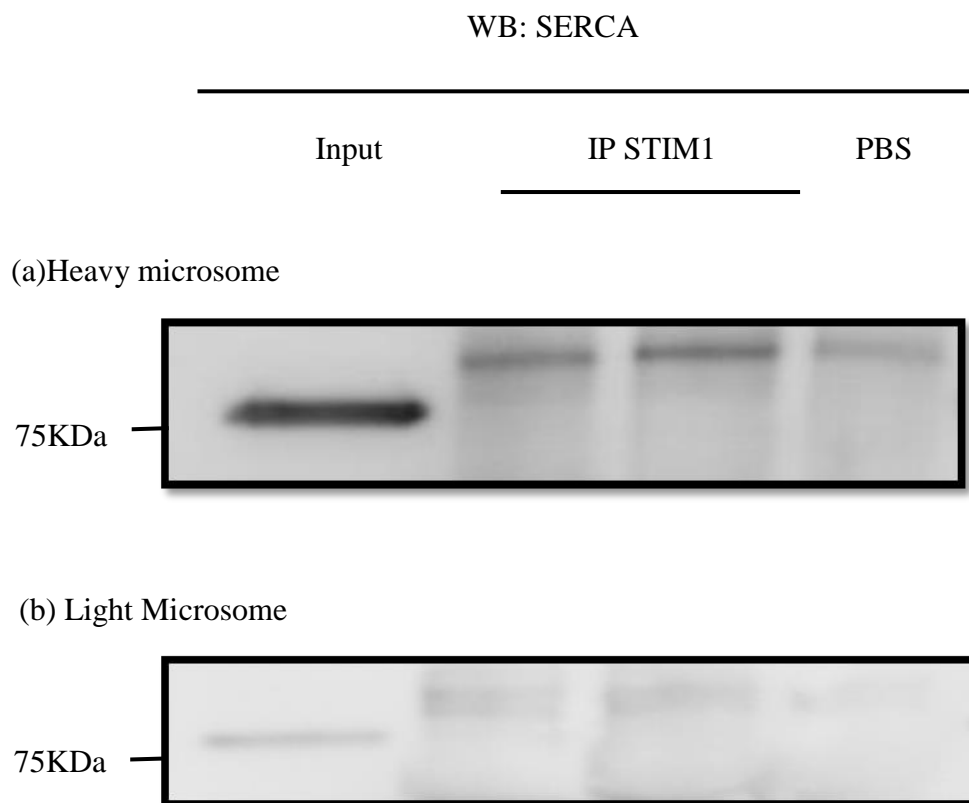 WB: SERCA
Input IP STIM1 PBS
(a)Heavy microsome
75KDa
(b) Light Microsome
75KDa